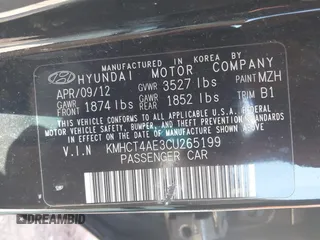 MANUFACTURED IN KOREA BY
HYUNDAI MOTOR COMPANY
APR/09/12 GVWR 3527 lbs PAINT MZH
GAWR FRONT 1874 lbs GAWR REAR 1852 lbs TRIM B1
THIS VEHICLE CONFORMS TO ALL APPLICABLE U.S.A. FEDERAL
MOTOR VEHICLE SAFETY, BUMPER, AND THEFT PREVENTION
STANDARDS IN EFFECT ON THE DATE OF MANUFACTURE SHOWN ABOVE.
V.I.N KMHCT4AE3CU265199
PASSENGER CAR
DREAMBID